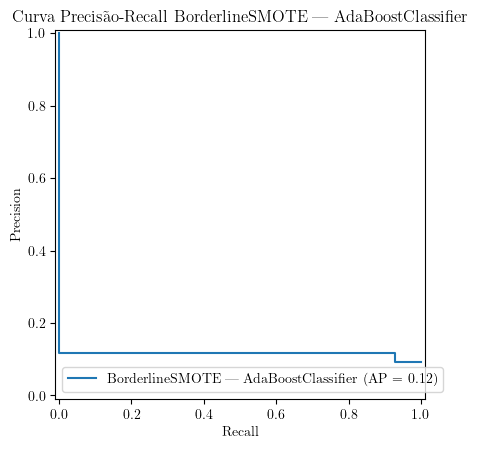 Curva Precisão-Recall BorderlineSMOTE — AdaBoostClassifier
1.0
0.8
0.6
0.4
0.2
0.0
Precision
BorderlineSMOTE — AdaBoostClassifier (AP = 0.12)
0.0 0.2 0.4 0.6 0.8 1.0
Recall